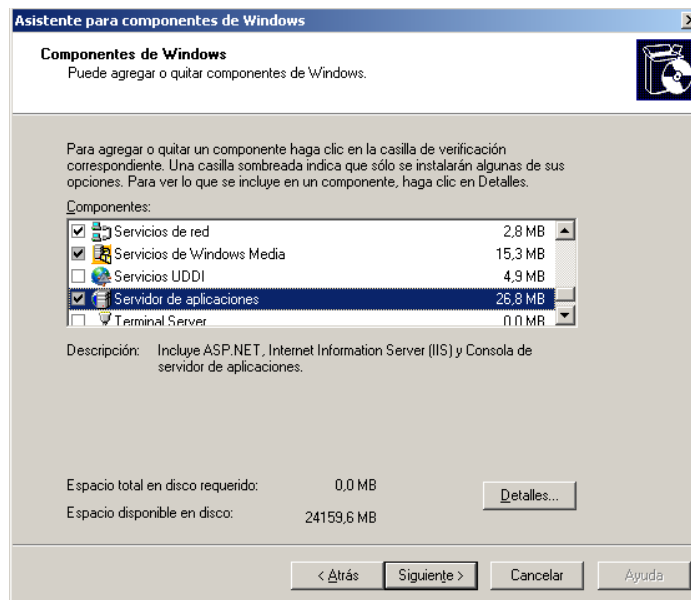 Asistente para componentes de Windows
Componentes de Windows
Puede agregar o quitar componentes de Windows.
Para agregar o quitar un componente haga clic en la casilla de verificación
correspondiente. Una casilla sombreada indica que sólo se instalarán algunas de sus
opciones. Para ver lo que se incluye en un componente, haga clic en Detalles.
Componentes:
Servicios de red 2,8 MB
Servicios de Windows Media 15,3 MB
Servicios UDDI 4,9 MB
Servidor de aplicaciones 26,8 MB
Terminal Server 0,0 MB
Descripción: Incluye ASP.NET, Internet Information Server (IIS) y Consola de
servidor de aplicaciones.
Espacio total en disco requerido: 0,0 MB
Detalles...
Espacio disponible en disco: 24159,6 MB
< Atrás Siguiente > Cancelar Ayuda